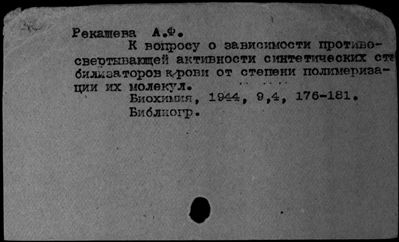 Рекашева А.Ф.
К вопросу о зависимости противо-
свертывающей активности синтетических ста
билизаторов крови от степени полимериза-
ции их молекул.
Биохимия, 1944, 9,4, 176-181.
Библиогр.